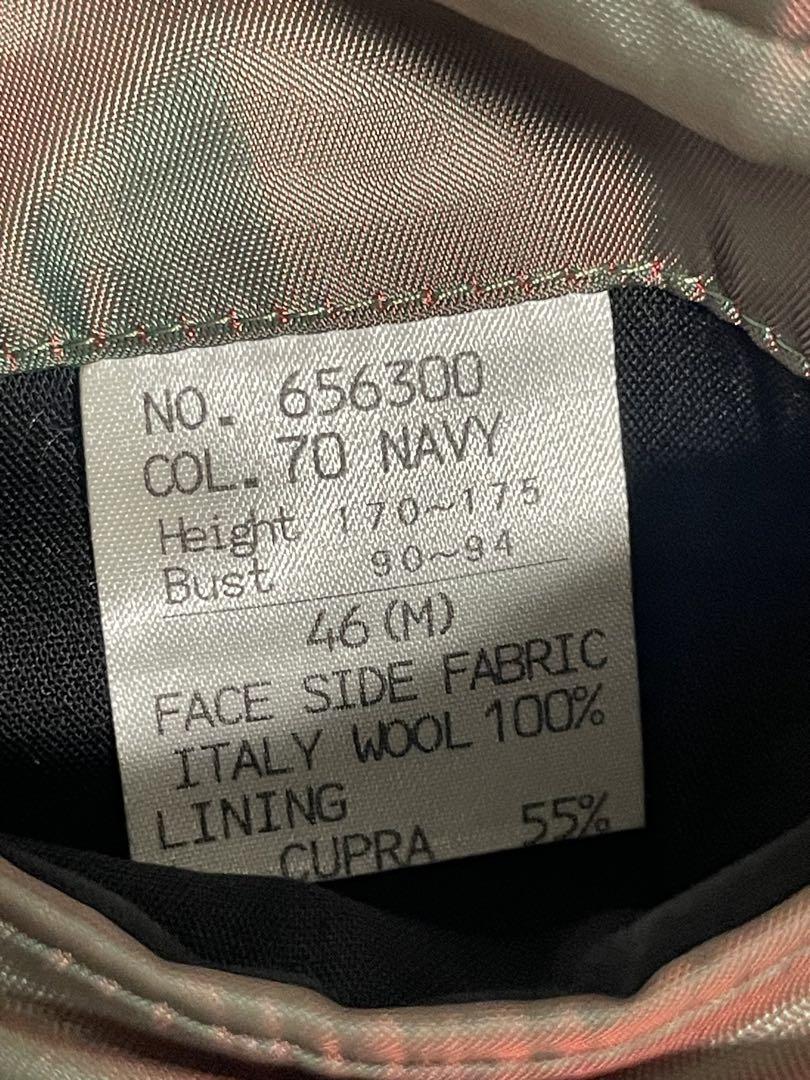 NO. 656300
COL. 70 NAVY
Height 170~175
Bust 90~94
46(M)
FACE SIDE FABRIC
ITALY WOOL 100%
LINING
CUPRA 55%